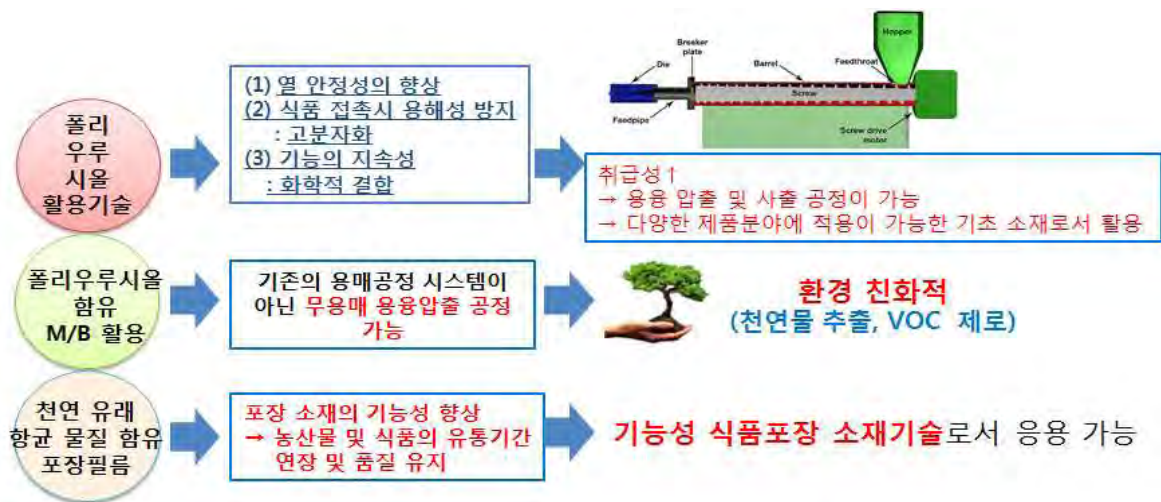 폴리
우루
시올
활용기술
(1) 열 안정성의 향상
(2) 식품 접촉시 용해성 방지
: 고분자화
(3) 기능의 지속성
: 화학적 결합
Hopper
Breaker
plate
Die
Barrel
Feedthroat
Screw
Feedpipe
Screw drive
motor
취급성↑
→ 용융 압출 및 사출 공정이 가능
→ 다양한 제품분야에 적용이 가능한 기초 소재로서 활용
폴리우루시올
함유
M/B 활용
기존의 용매공정 시스템이
아닌 무용매 용융압출 공정
가능
환경 친화적
(천연물 추출, VOC 제로)
천연 유래
항균 물질 함유
포장필름
포장 소재의 기능성 향상
→ 농산물 및 식품의 유통기간
연장 및 품질 유지
기능성 식품포장 소재기술로서 응용 가능